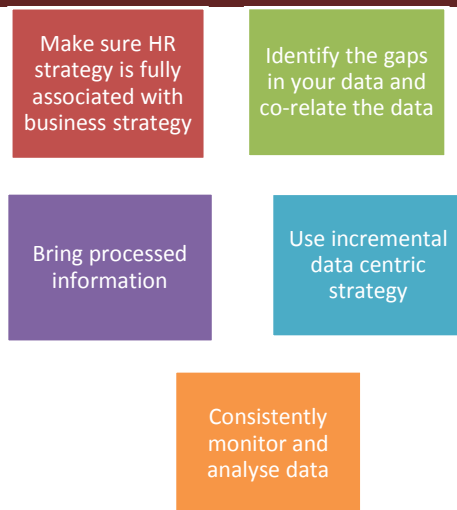 Make sure HR
strategy is fully
associated with
business strategy
Identify the gaps
in your data and
co-relate the data
Bring processed
information
Use incremental
data centric
strategy
Consistently
monitor and
analyse data